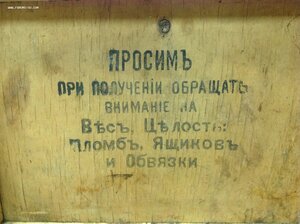 ПРОСИМЪ
ПРИ ПОЛУЧЕНІИ ОБРАЩАТЬ
ВНИМАНІЕ НА
ВѢСЪ, ЦѢЛОСТЬ:
ПЛОМБЪ, ЯЩИКОВЪ
И ОБВЯЗКИ